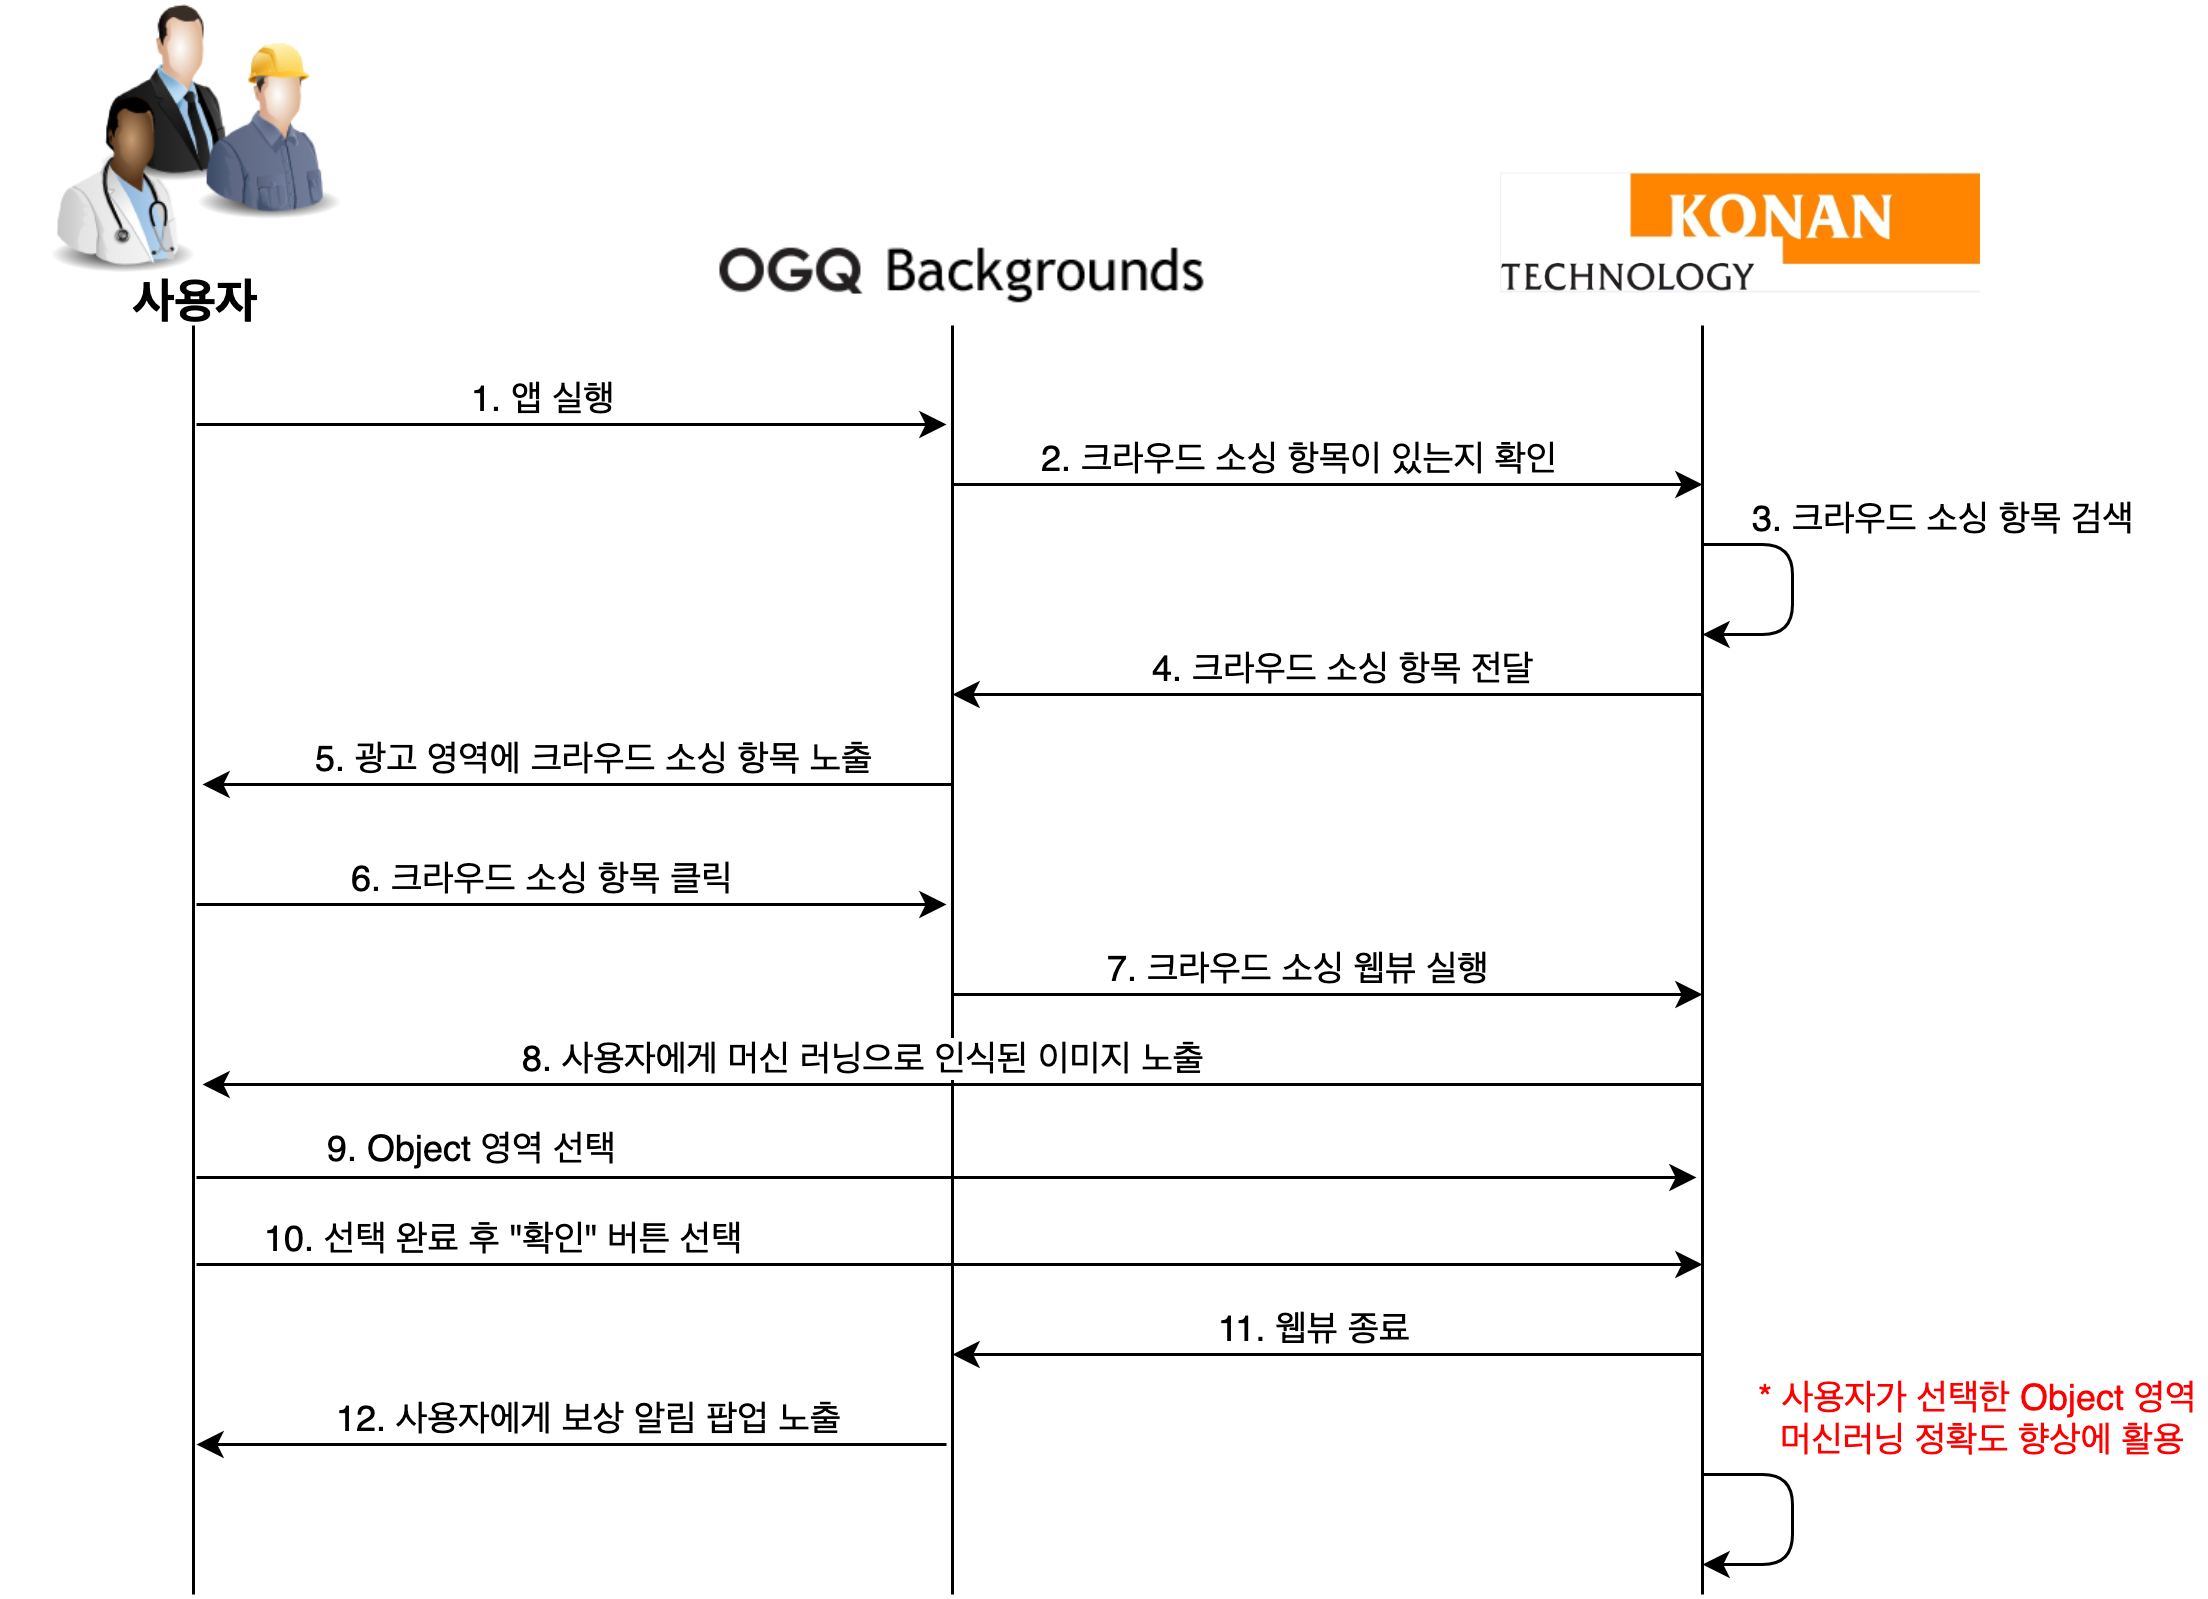 사용자
OGQ Backgrounds
KONAN
TECHNOLOGY
1. 앱 실행
2. 크라우드 소싱 항목이 있는지 확인
3. 크라우드 소싱 항목 검색
4. 크라우드 소싱 항목 전달
5. 광고 영역에 크라우드 소싱 항목 노출
6. 크라우드 소싱 항목 클릭
7. 크라우드 소싱 웹뷰 실행
8. 사용자에게 머신 러닝으로 인식된 이미지 노출
9. Object 영역 선택
10. 선택 완료 후 "확인" 버튼 선택
11. 웹뷰 종료
* 사용자가 선택한 Object 영역
머신러닝 정확도 향상에 활용
12. 사용자에게 보상 알림 팝업 노출